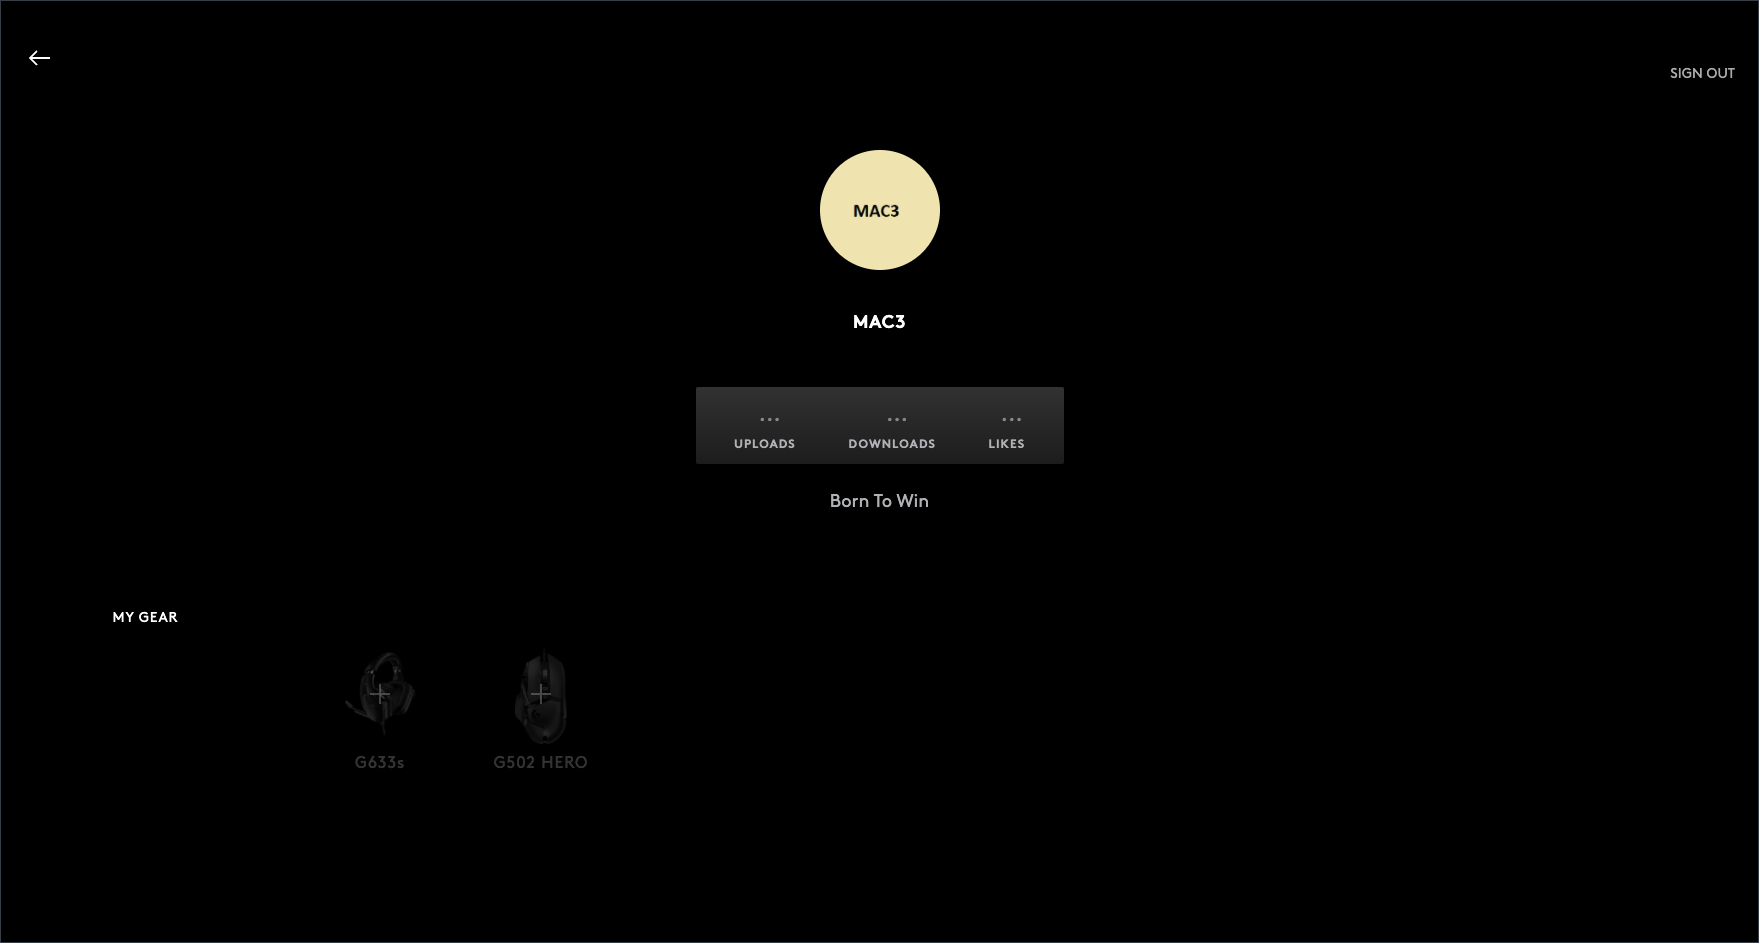 SIGN OUT
MAC3
MAC3
... ... ...
UPLOADS DOWNLOADS LIKES
Born To Win
MY GEAR
G633s G502 HERO